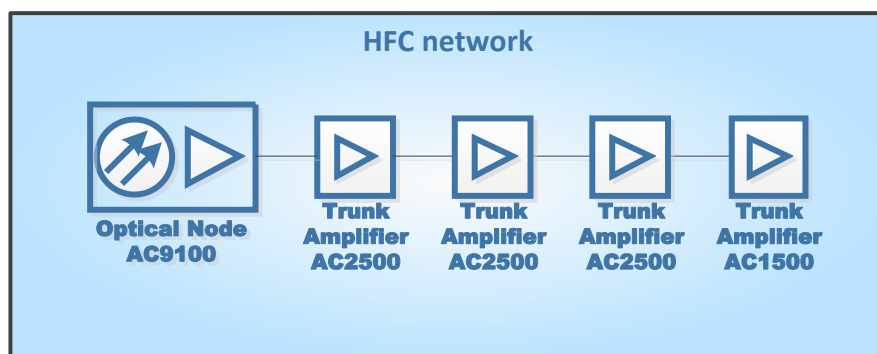 HFC network
Optical Node
AC9100
Trunk
Amplifier
AC2500
Trunk
Amplifier
AC2500
Trunk
Amplifier
AC2500
Trunk
Amplifier
AC1500